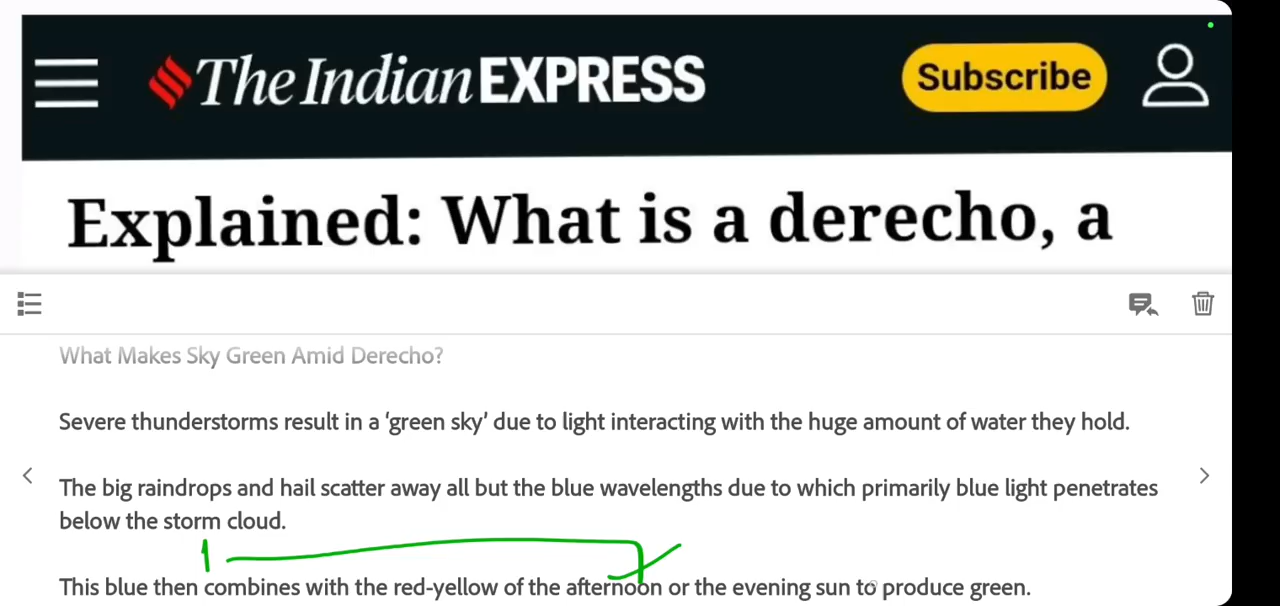 The Indian EXPRESS
Subscribe
Explained: What is a derecho, a
What Makes Sky Green Amid Derecho?
Severe thunderstorms result in a ‘green sky’ due to light interacting with the huge amount of water they hold.
The big raindrops and hail scatter away all but the blue wavelengths due to which primarily blue light penetrates
below the storm cloud.
This blue then combines with the red-yellow of the afternoon or the evening sun to produce green.